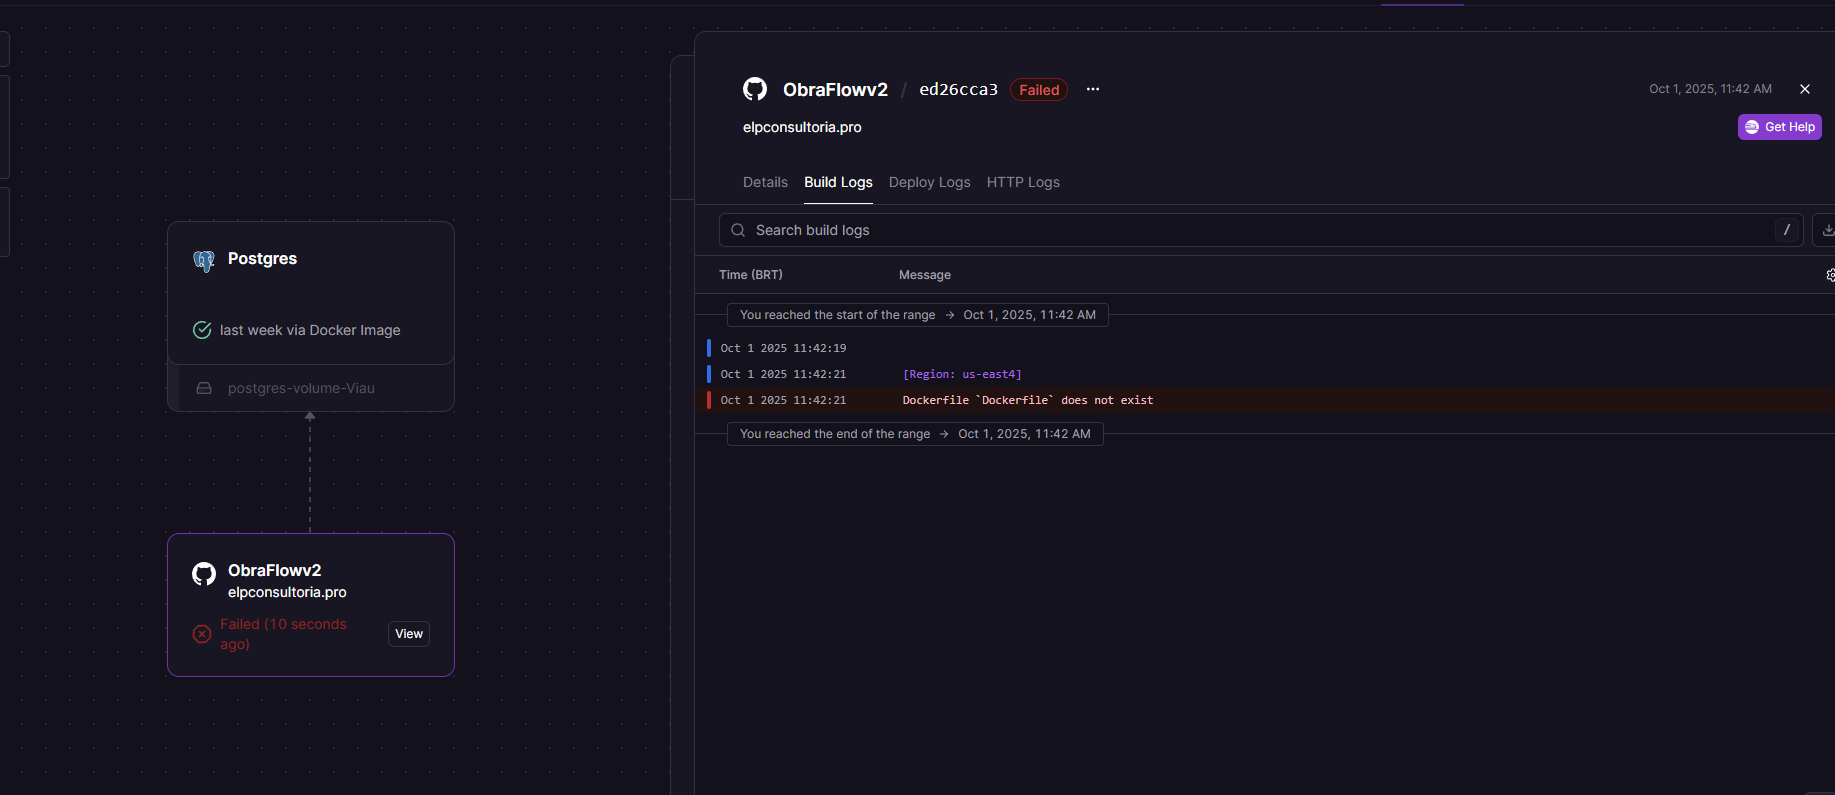 Postgres
last week via Docker Image
postgres-volume-Viau
ObraFlowv2
elpconsultoria.pro
Failed (10 seconds
ago)
View
ObraFlowv2 / ed26cca3 Failed ...
Oct 1, 2025, 11:42 AM
elpconsultoria.pro
Get Help
Details Build Logs Deploy Logs HTTP Logs
Search build logs /
Time (BRT) Message
You reached the start of the range → Oct 1, 2025, 11:42 AM
Oct 1 2025 11:42:19
Oct 1 2025 11:42:21 [Region: us-east4]
Oct 1 2025 11:42:21 Dockerfile `Dockerfile` does not exist
You reached the end of the range → Oct 1, 2025, 11:42 AM